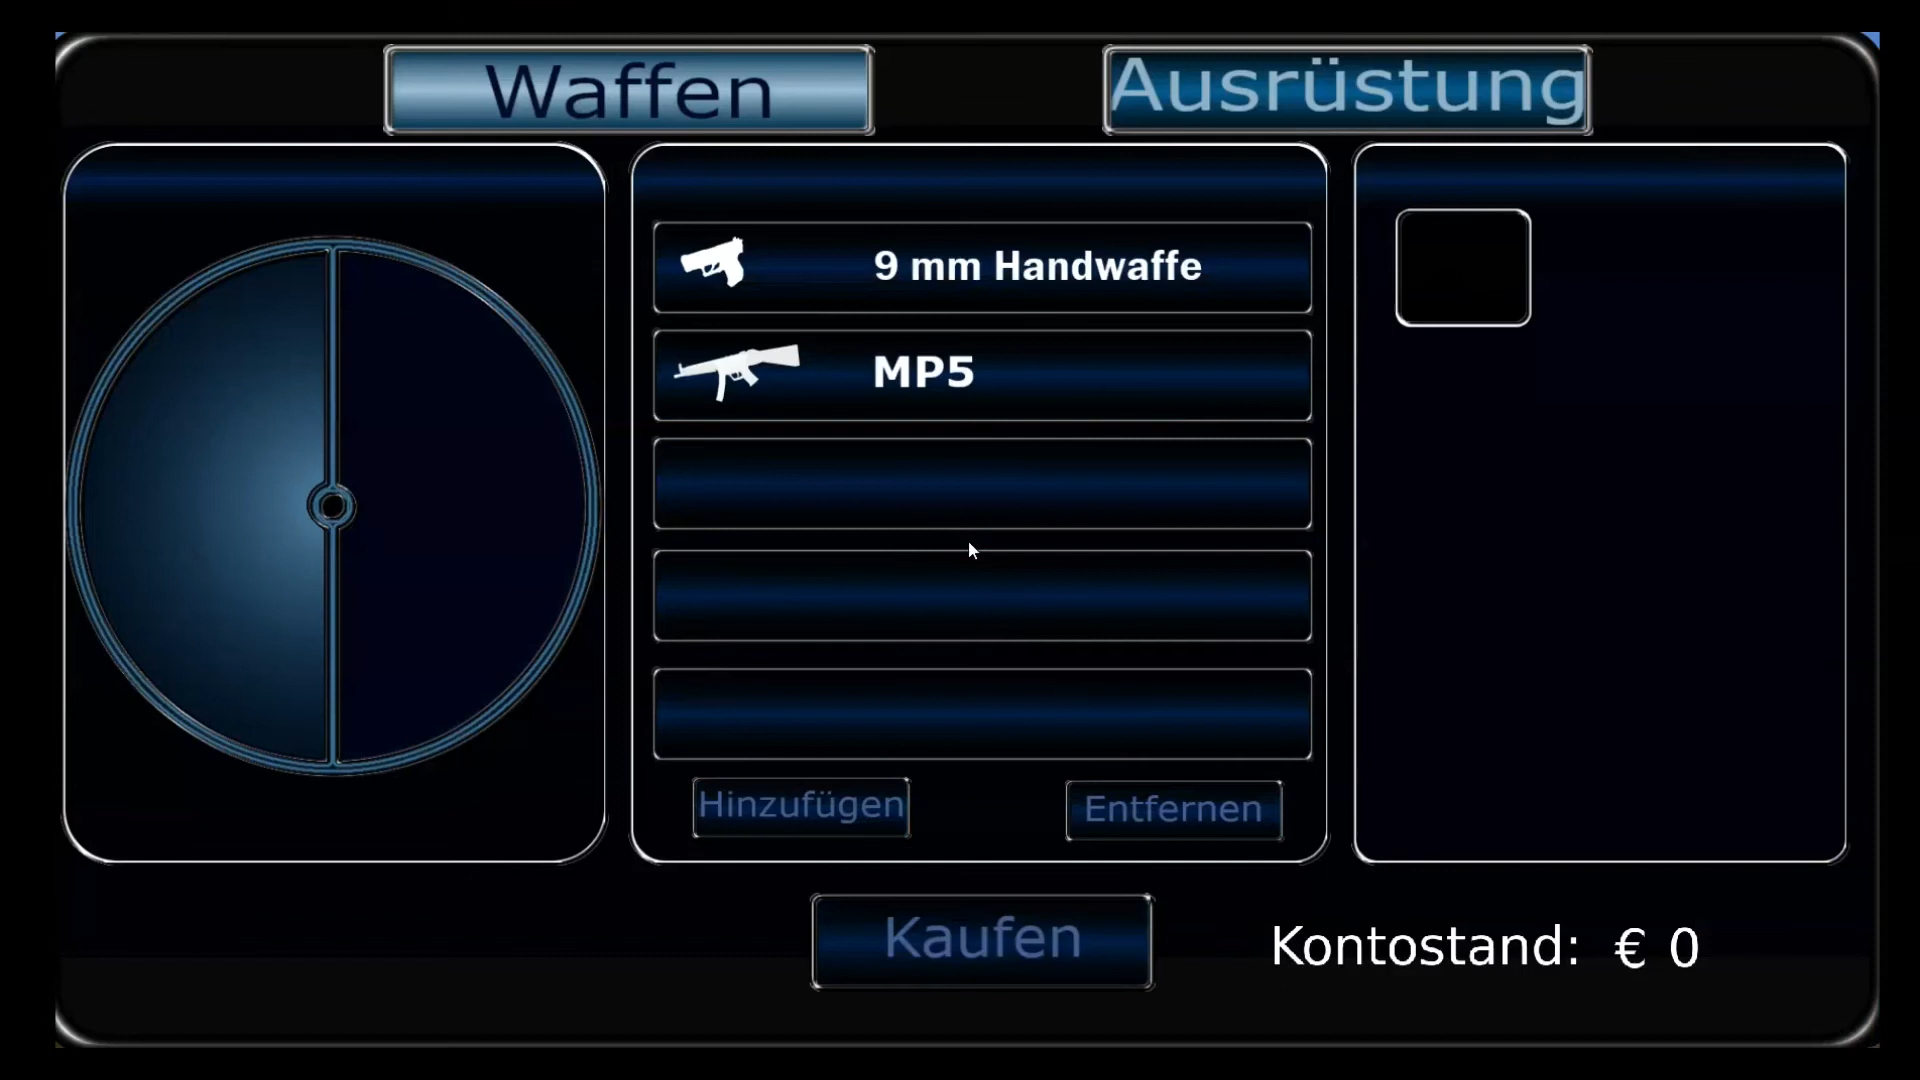 Waffen
Ausrüstung
9 mm Handwaffe
MP5
Hinzufügen
Entfernen
Kaufen
Kontostand: € 0